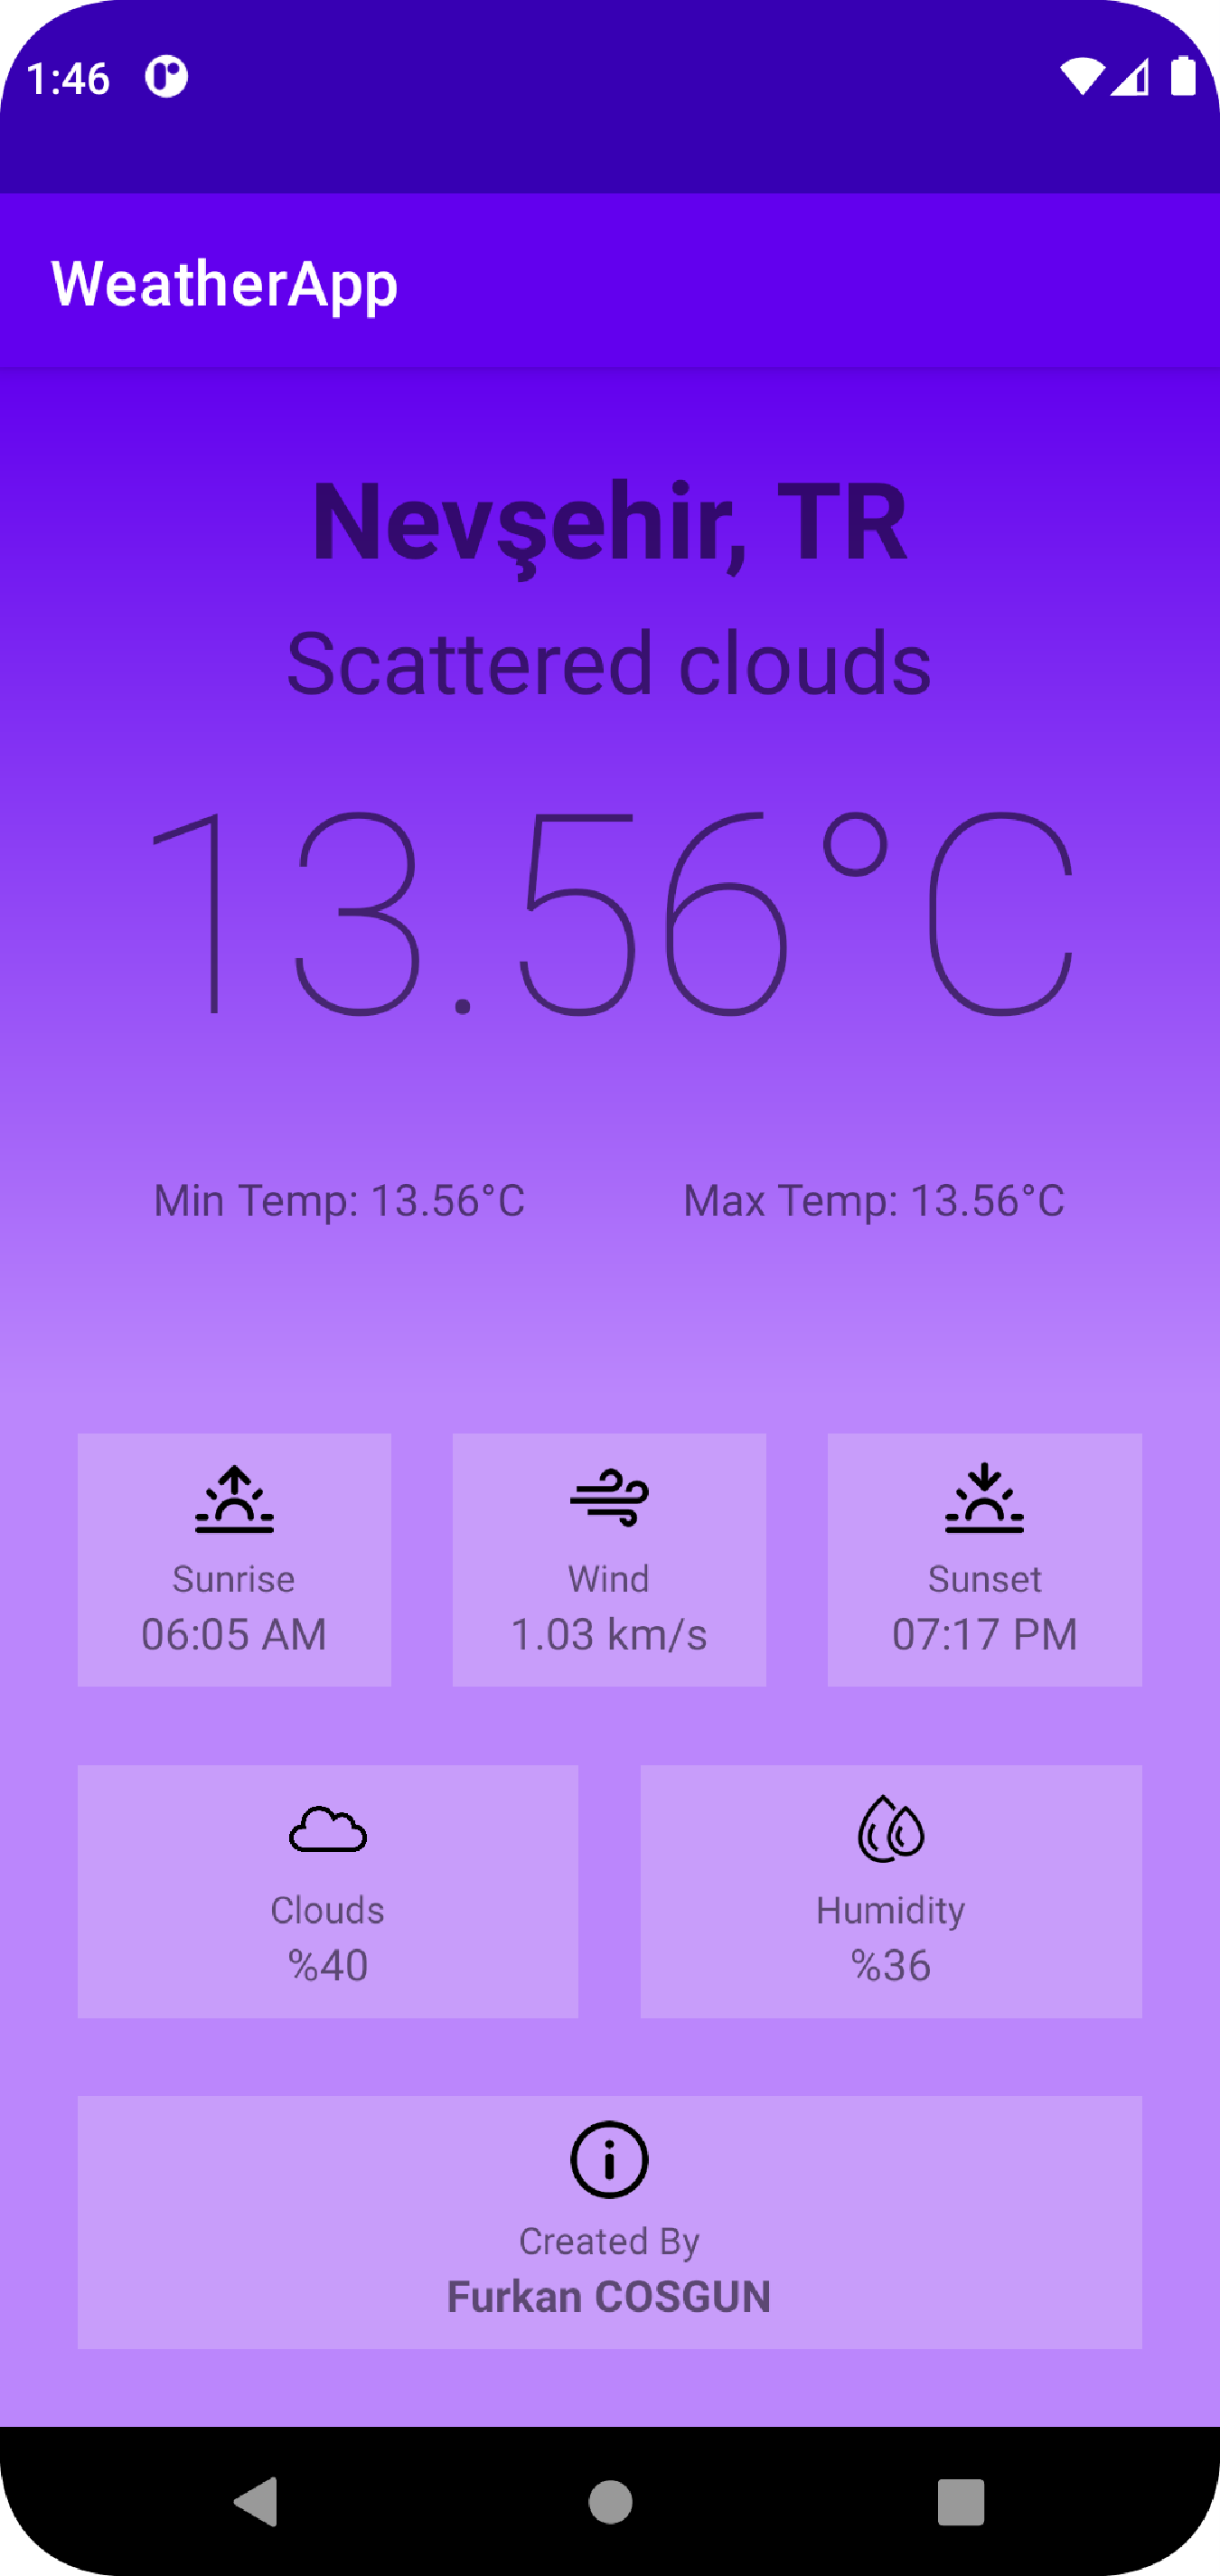 1:46
WeatherApp
Nevşehir, TR
Scattered clouds
13.56°C
Min Temp: 13.56°C Max Temp: 13.56°C
Sunrise Wind Sunset
06:05 AM 1.03 km/s 07:17 PM
Clouds Humidity
%40 %36
Created By
Furkan COSGUN